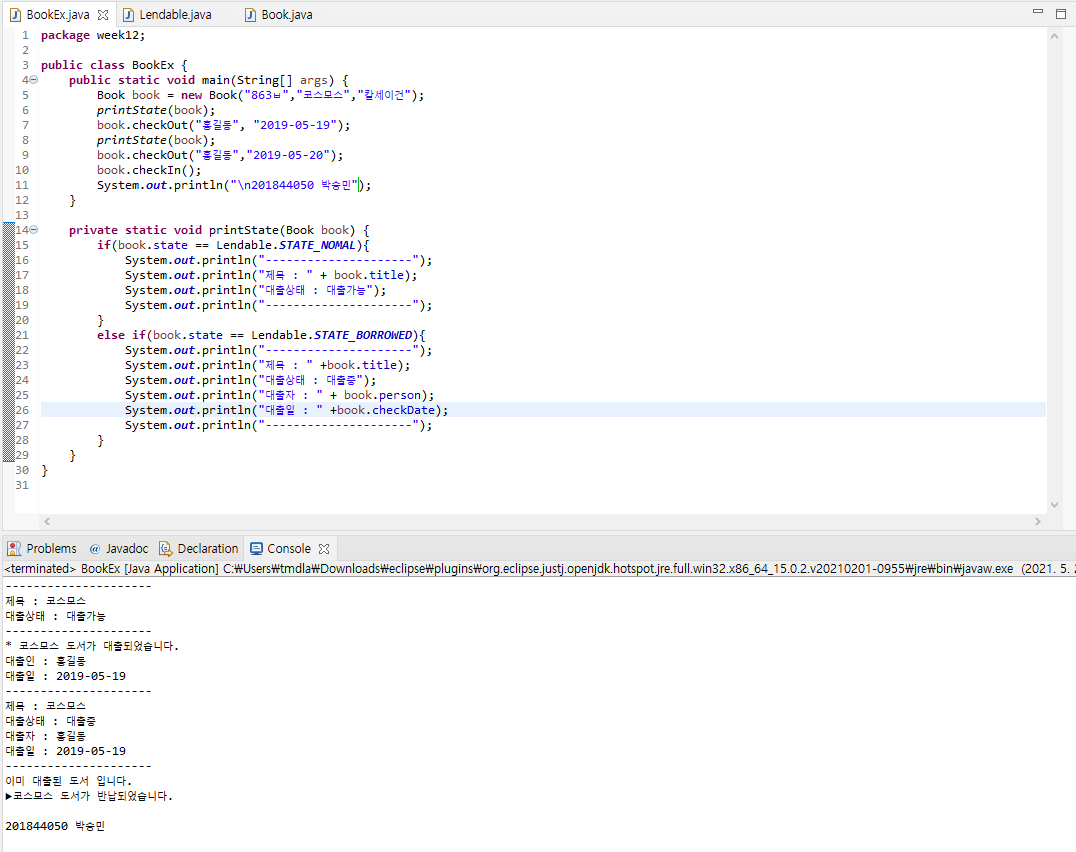 BookEx.java Lendable.java Book.java
1 package week12;
2
3 public class BookEx {
4 public static void main(String[] args) {
5 Book book = new Book("863ㅂ","코스모스","칼세이건");
6 printState(book);
7 book.checkOut("홍길동", "2019-05-19");
8 printState(book);
9 book.checkOut("홍길동","2019-05-20");
10 book.checkIn();
11 System.out.println("\n201844050 박승민");
12 }
13
14 private static void printState(Book book) {
15 if(book.state == Lendable.STATE_NOMAL){
16 System.out.println("---------------------");
17 System.out.println("제목 : " + book.title);
18 System.out.println("대출상태 : 대출가능");
19 System.out.println("---------------------");
20 }
21 else if(book.state == Lendable.STATE_BORROWED){
22 System.out.println("---------------------");
23 System.out.println("제목 : " +book.title);
24 System.out.println("대출상태 : 대출중");
25 System.out.println("대출자 : " + book.person);
26 System.out.println("대출일 : " +book.checkDate);
27 System.out.println("---------------------");
28 }
29 }
30 }
31
Problems @ Javadoc Declaration Console
<terminated> BookEx [Java Application] C:₩Users₩tmdla₩Downloads₩eclipse₩plugins₩org.eclipse.justj.openjdk.hotspot.jre.full.win32.x86_64_15.0.2.v20210201-0955₩jre₩bin₩javaw.exe (2021. 5.
---------------------
제목 : 코스모스
대출상태 : 대출가능
---------------------
* 코스모스 도서가 대출되었습니다.
대출인 : 홍길동
대출일 : 2019-05-19
---------------------
제목 : 코스모스
대출상태 : 대출중
대출자 : 홍길동
대출일 : 2019-05-19
---------------------
이미 대출된 도서 입니다.
▶코스모스 도서가 반납되었습니다.
201844050 박승민